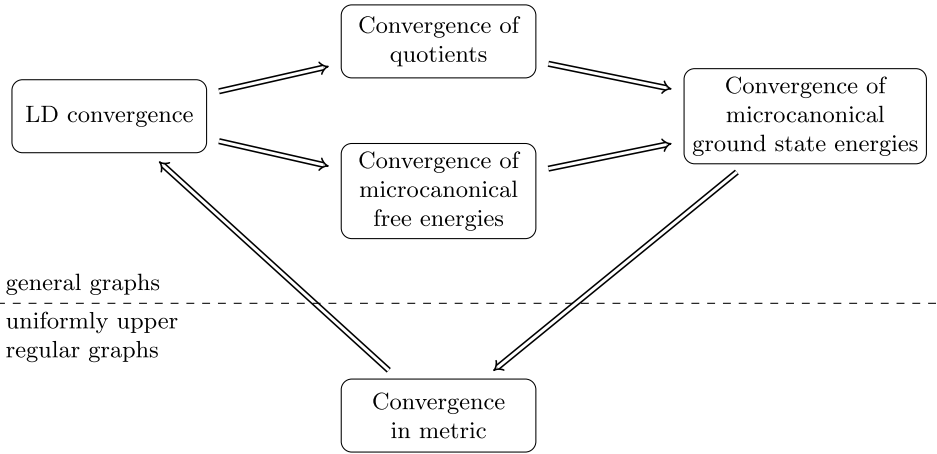 Convergence of
quotients
LD convergence
Convergence of
microcanonical
ground state energies
Convergence of
microcanonical
free energies
general graphs
uniformly upper
regular graphs
Convergence
in metric